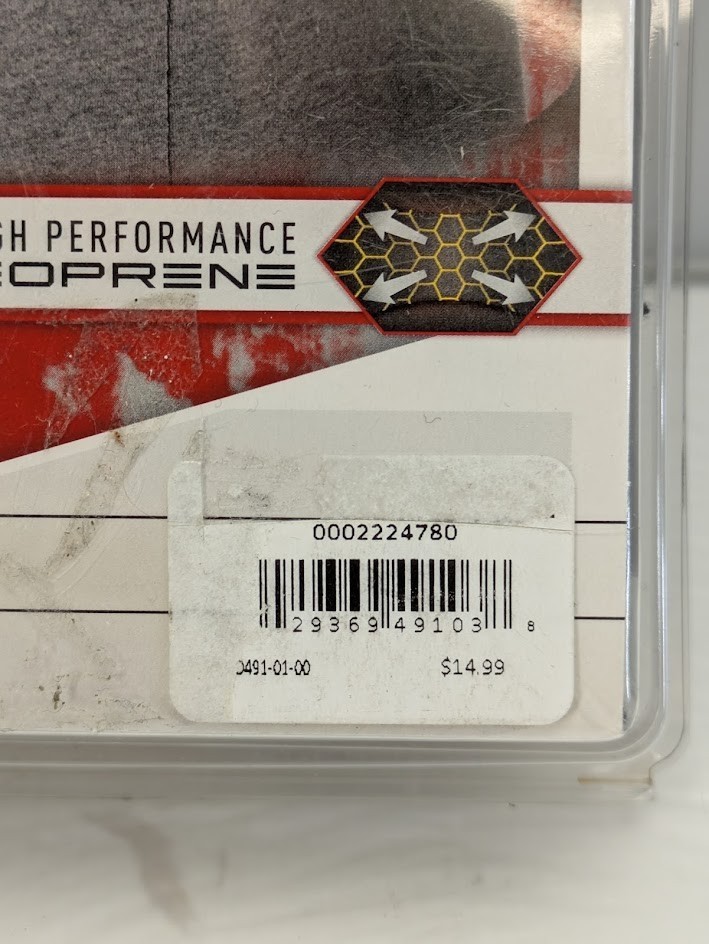 GH PERFORMANCE
EOPRENE
0002224780
29369 49103 8
0491-01-00
$14.99